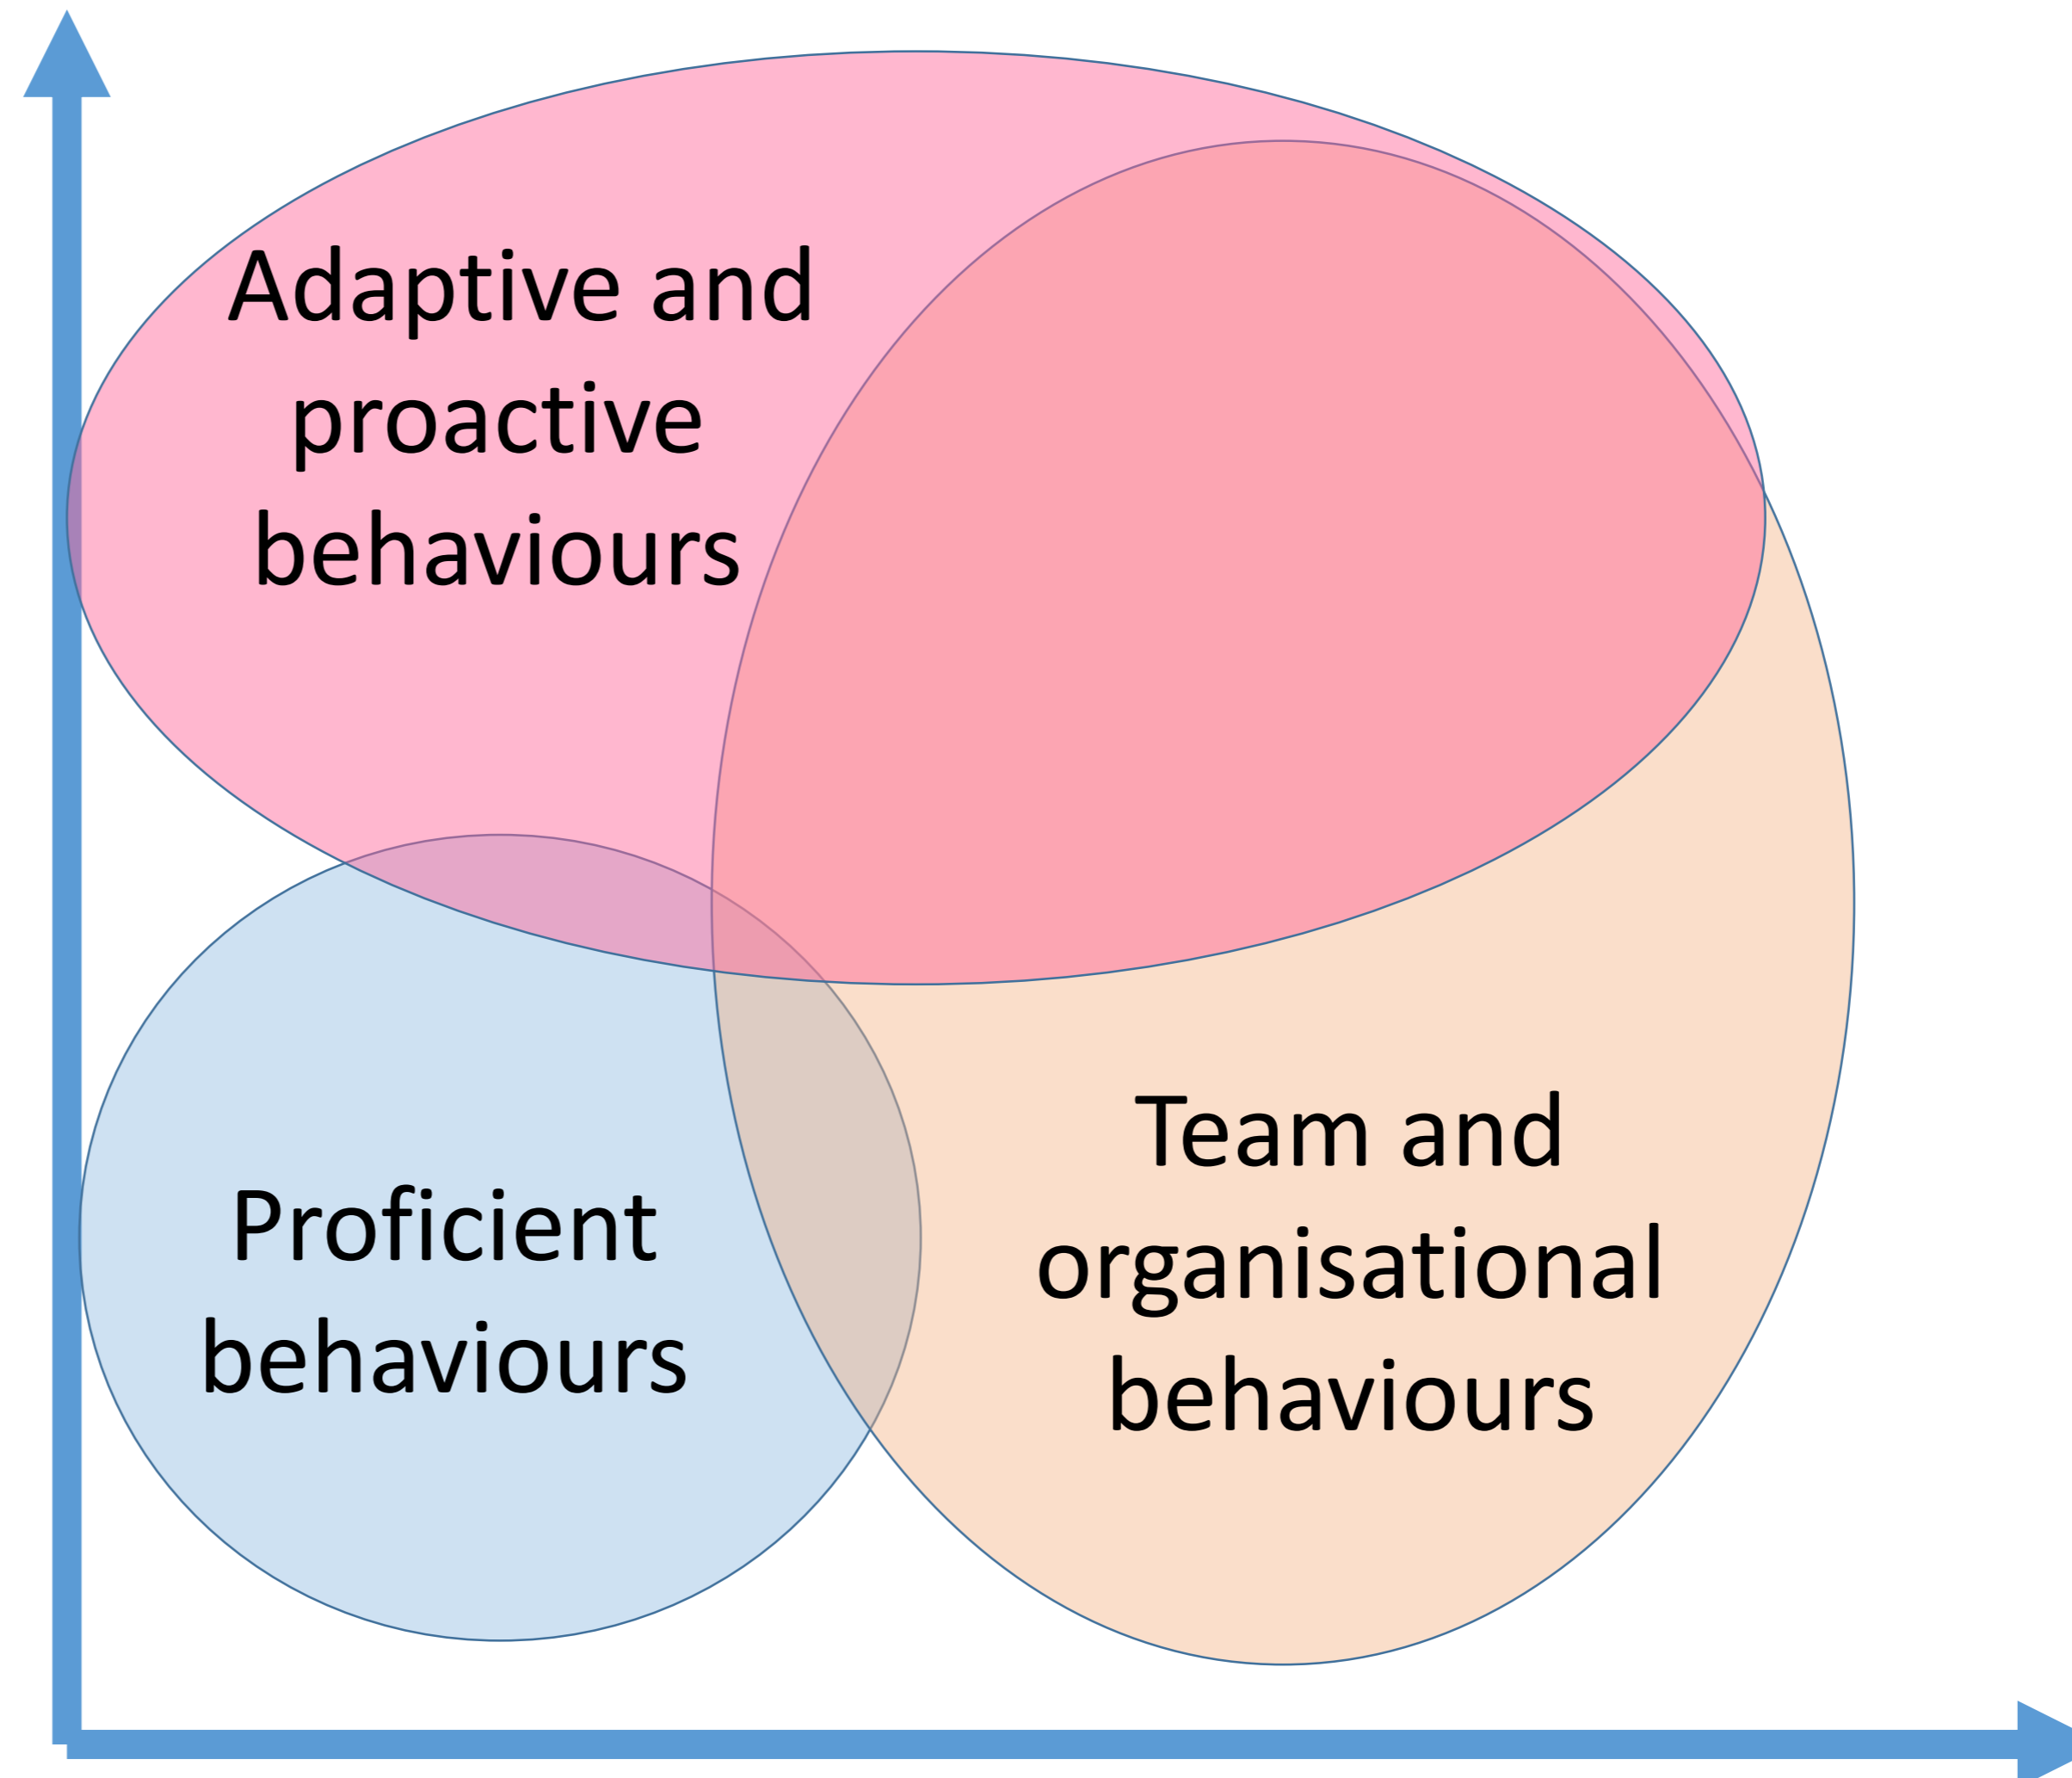 Adaptive and
proactive
behaviours
Proficient
behaviours
Team and
organisational
behaviours